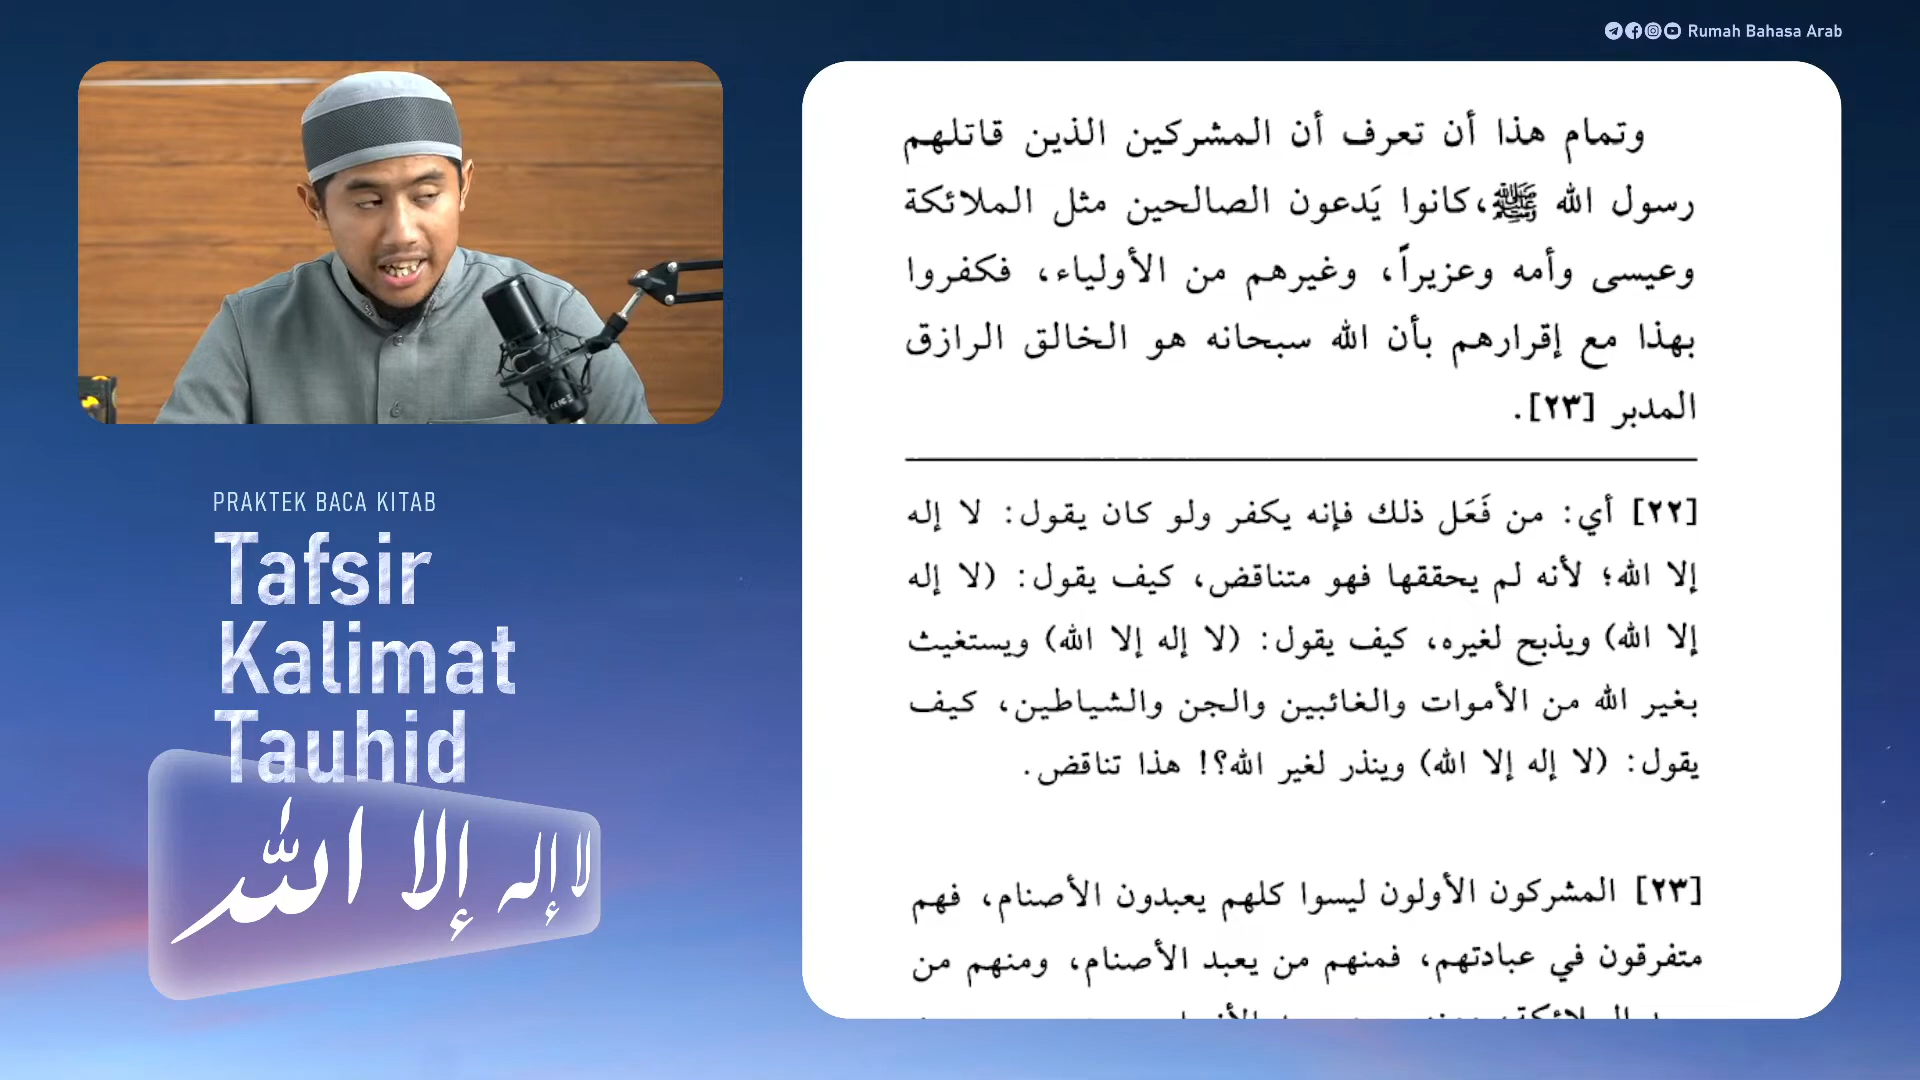 Rumah Bahasa Arab
PRAKTEK BACA KITAB
Tafsir
Kalimat
Tauhid
لا إله إلا الله
وتمام هذا أن تعرف أن المشركين الذين قاتلهم
رسول الله ﷺ، كانوا يَدعون الصالحين مثل الملائكة
وعيسى وأمه وعزيراً، وغيرهم من الأولياء، فكفروا
بهذا مع إقرارهم بأن الله سبحانه هو الخالق الرازق
المدبر [٢٣].
[٢٢] أي: من فَعَل ذلك فإنه يكفر ولو كان يقول: لا إله
إلا الله؛ لأنه لم يحققها فهو متناقض، كيف يقول: (لا إله
إلا الله) ويذبح لغيره، كيف يقول: (لا إله إلا الله) ويستغيث
بغير الله من الأموات والغائبين والجن والشياطين، كيف
يقول: (لا إله إلا الله) وينذر لغير الله؟! هذا تناقض.
[٢٣] المشركون الأولون ليسوا كلهم يعبدون الأصنام، فهم
متفرقون في عبادتهم، فمنهم من يعبد الأصنام، ومنهم من